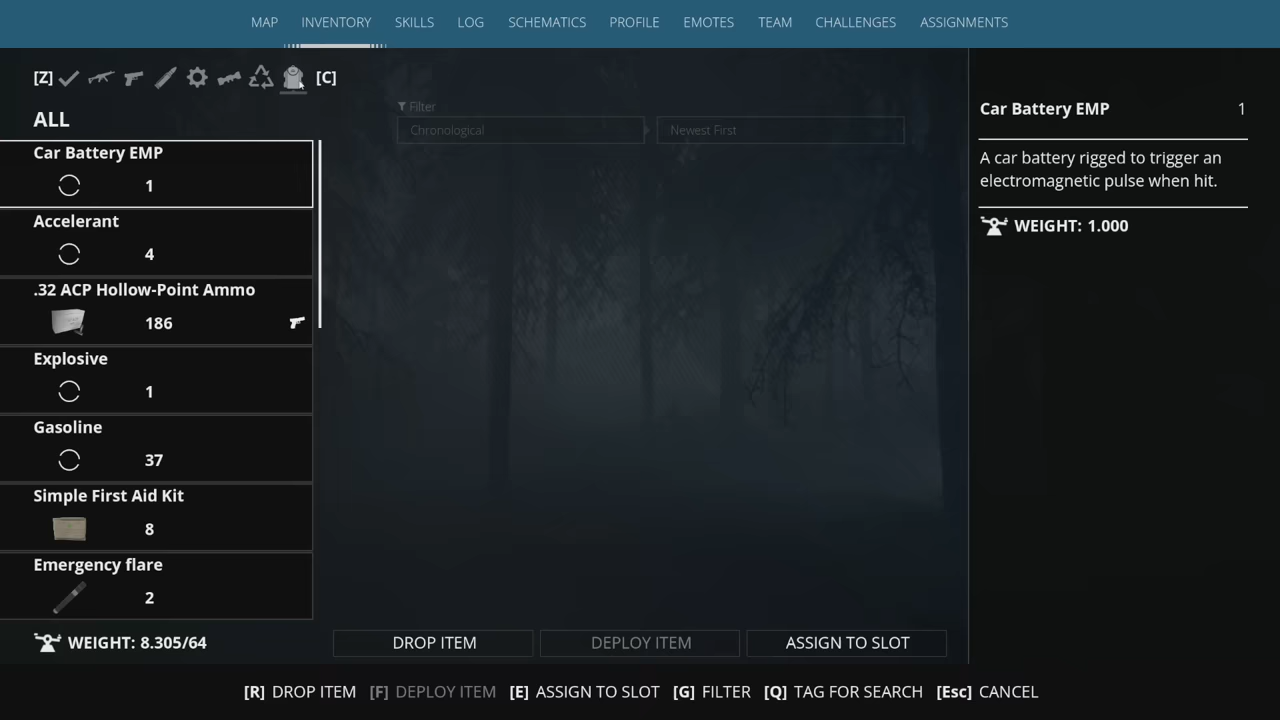 MAP INVENTORY SKILLS LOG SCHEMATICS PROFILE EMOTES TEAM CHALLENGES ASSIGNMENTS
[Z] [C]
ALL
Car Battery EMP
1
Accelerant
4
.32 ACP Hollow-Point Ammo
186
Explosive
1
Gasoline
37
Simple First Aid Kit
8
Emergency flare
2
WEIGHT: 8.305/64
Filter
Chronological Newest First
DROP ITEM DEPLOY ITEM ASSIGN TO SLOT
Car Battery EMP 1
A car battery rigged to trigger an
electromagnetic pulse when hit.
WEIGHT: 1.000
[R] DROP ITEM [F] DEPLOY ITEM [E] ASSIGN TO SLOT [G] FILTER [Q] TAG FOR SEARCH [Esc] CANCEL